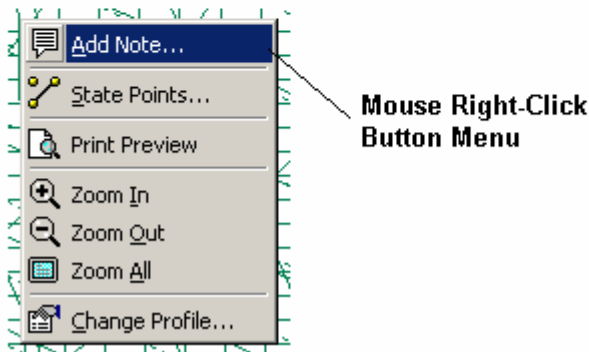 Add Note...
State Points...
Print Preview
Zoom In
Zoom Out
Zoom All
Change Profile...
Mouse Right-Click
Button Menu